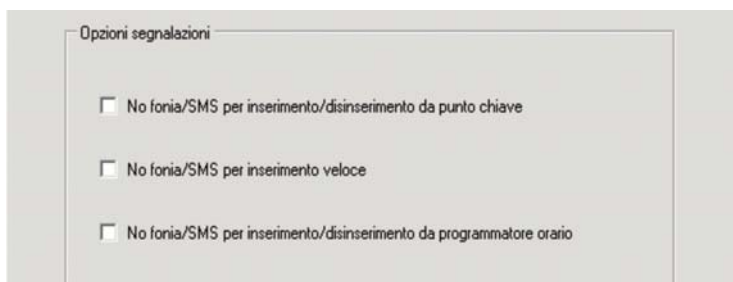 Opzioni segnalazioni
No fonia/SMS per inserimento/disinserimento da punto chiave
No fonia/SMS per inserimento veloce
No fonia/SMS per inserimento/disinserimento da programmatore orario